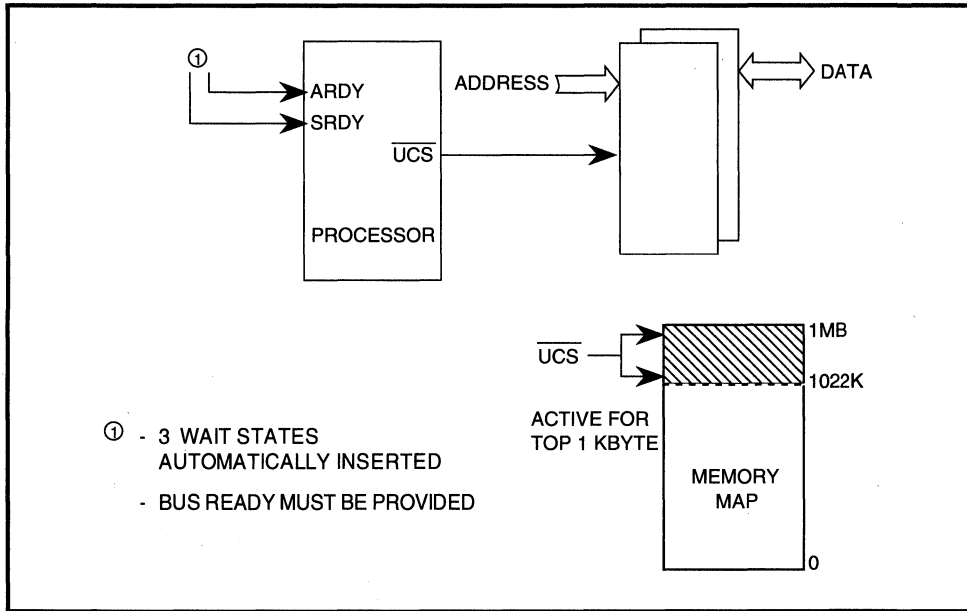 ①
ARDY
SRDY
UCS
PROCESSOR
ADDRESS
DATA
UCS
1MB
1022K
ACTIVE FOR
TOP 1 KBYTE
MEMORY
MAP
0
① - 3 WAIT STATES
AUTOMATICALLY INSERTED
- BUS READY MUST BE PROVIDED